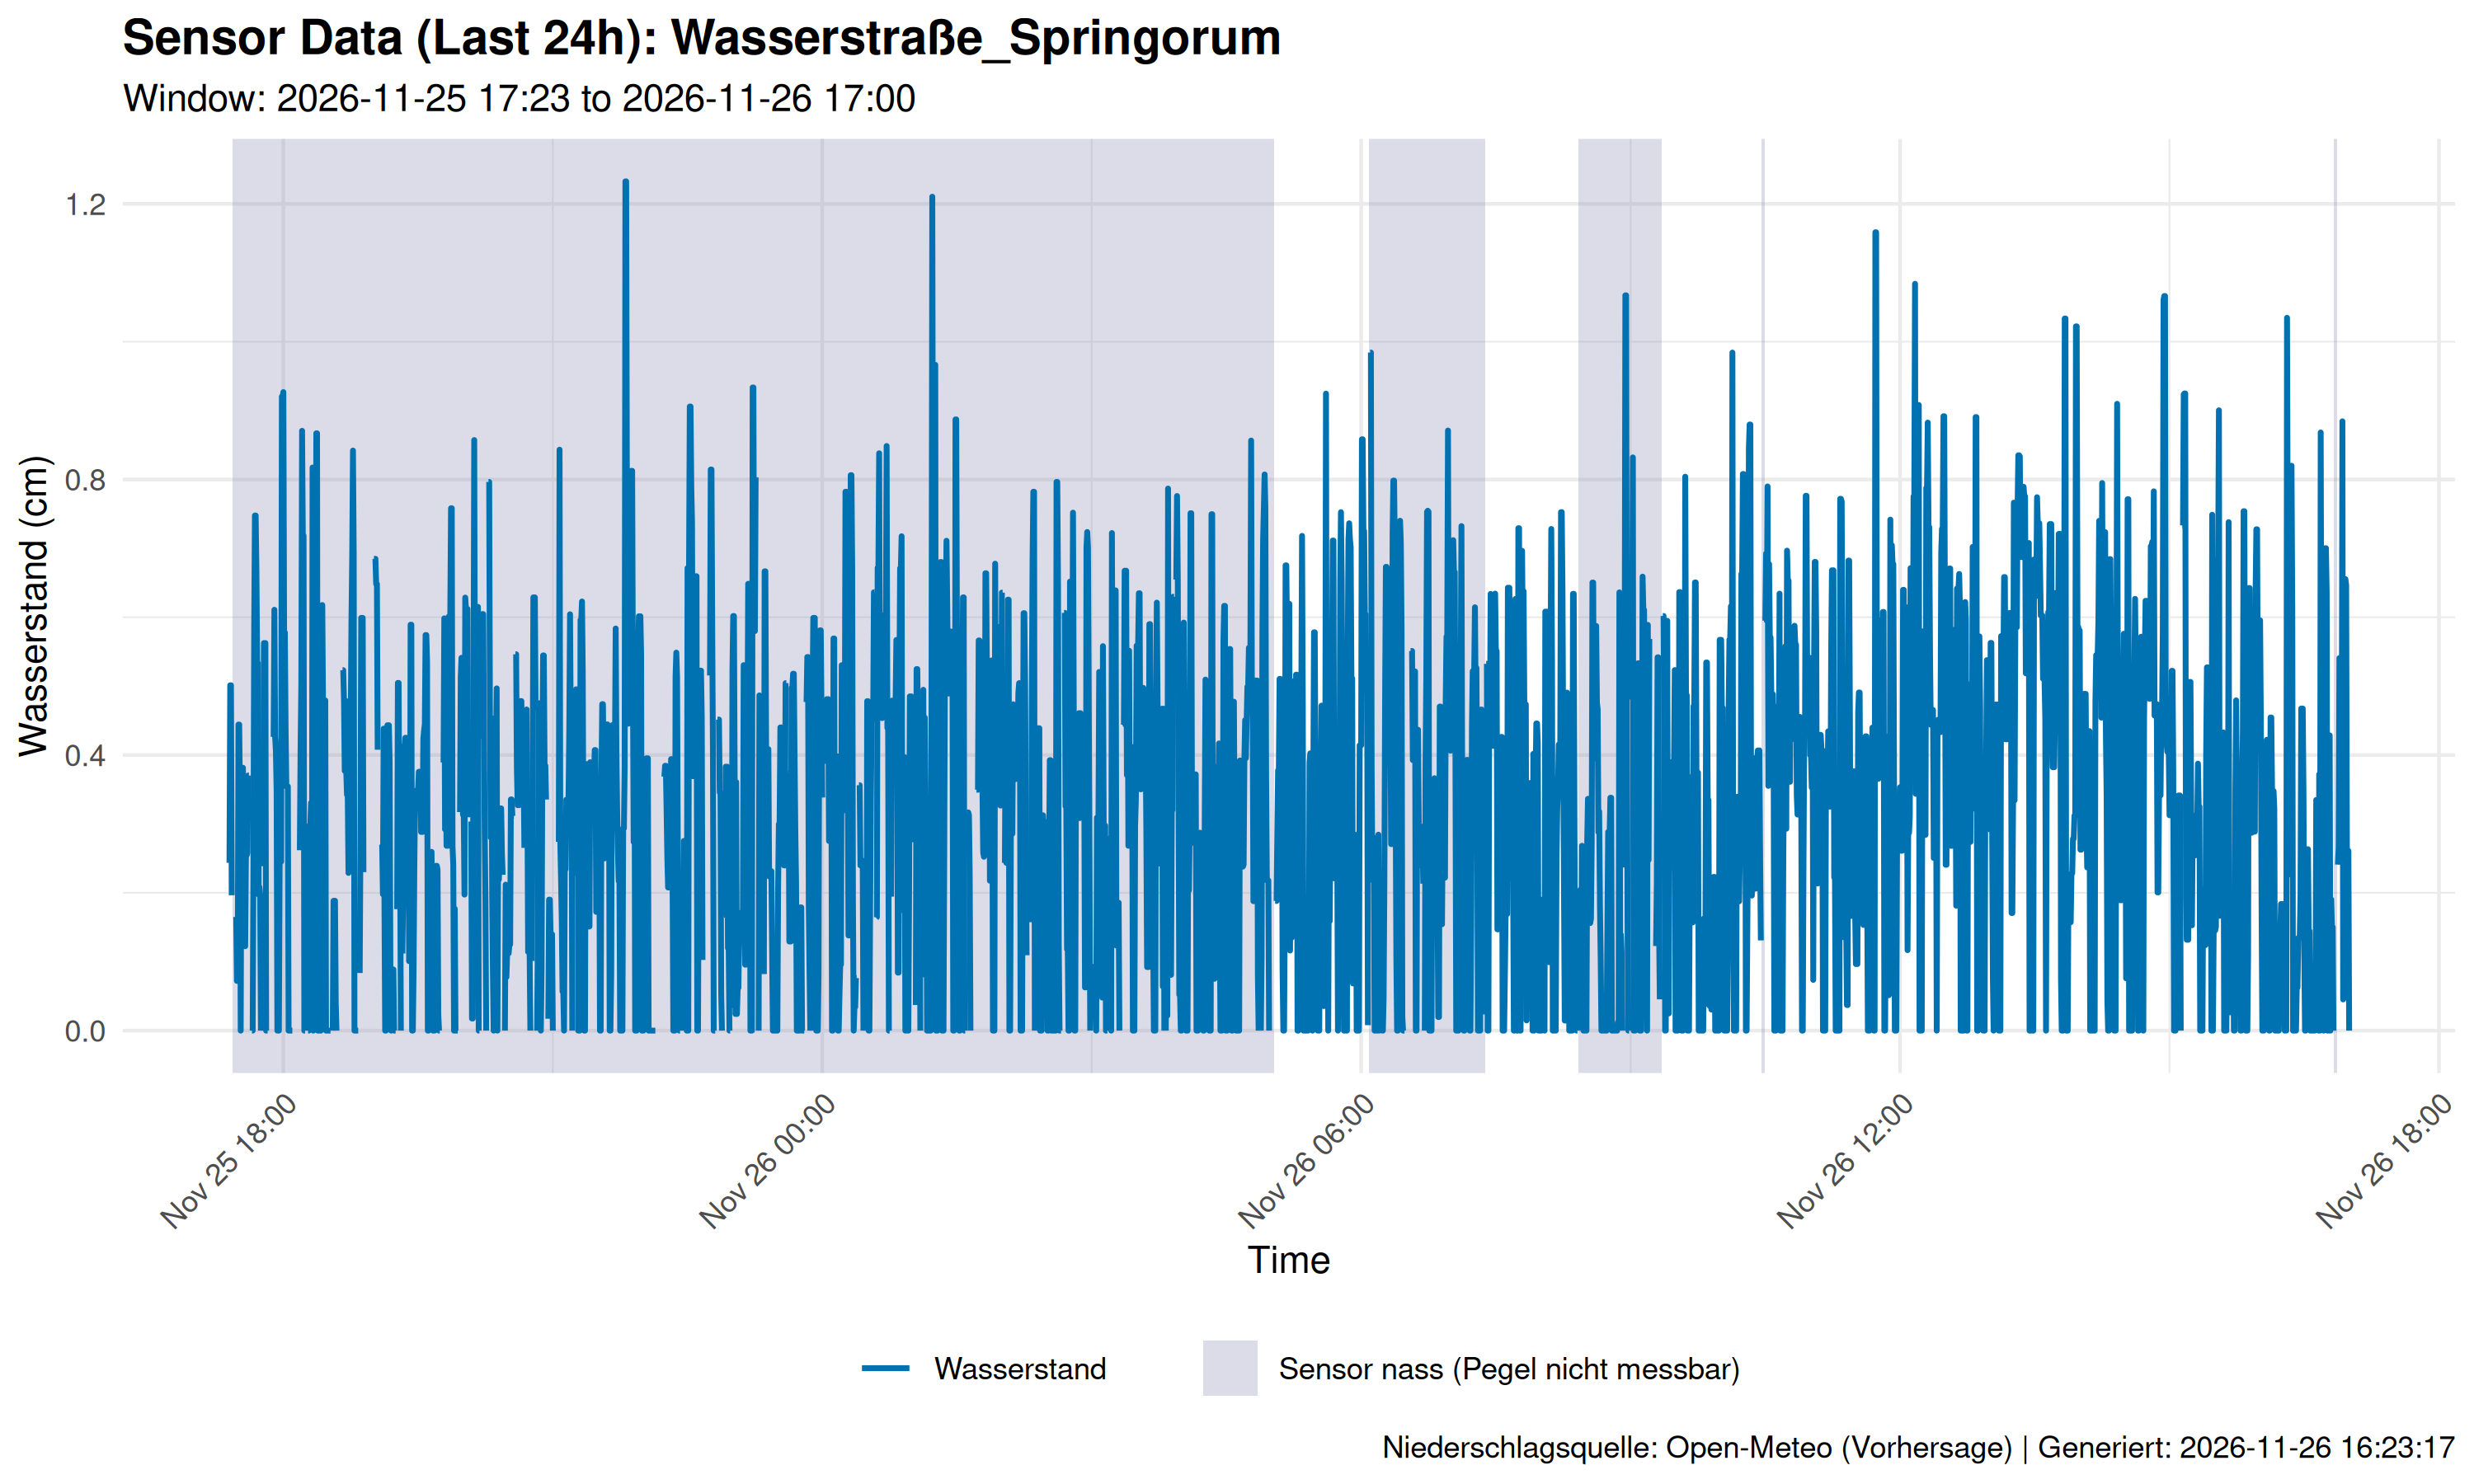 Sensor Data (Last 24h): Wasserstraße_Springorum
Window: 2026-11-25 17:23 to 2026-11-26 17:00
Wasserstand (cm)
1.2
0.8
0.4
0.0
Nov 25 18:00
Nov 26 00:00
Nov 26 06:00
Nov 26 12:00
Nov 26 18:00
Time
Wasserstand
Sensor nass (Pegel nicht messbar)
Niederschlagsquelle: Open-Meteo (Vorhersage) | Generiert: 2026-11-26 16:23:17